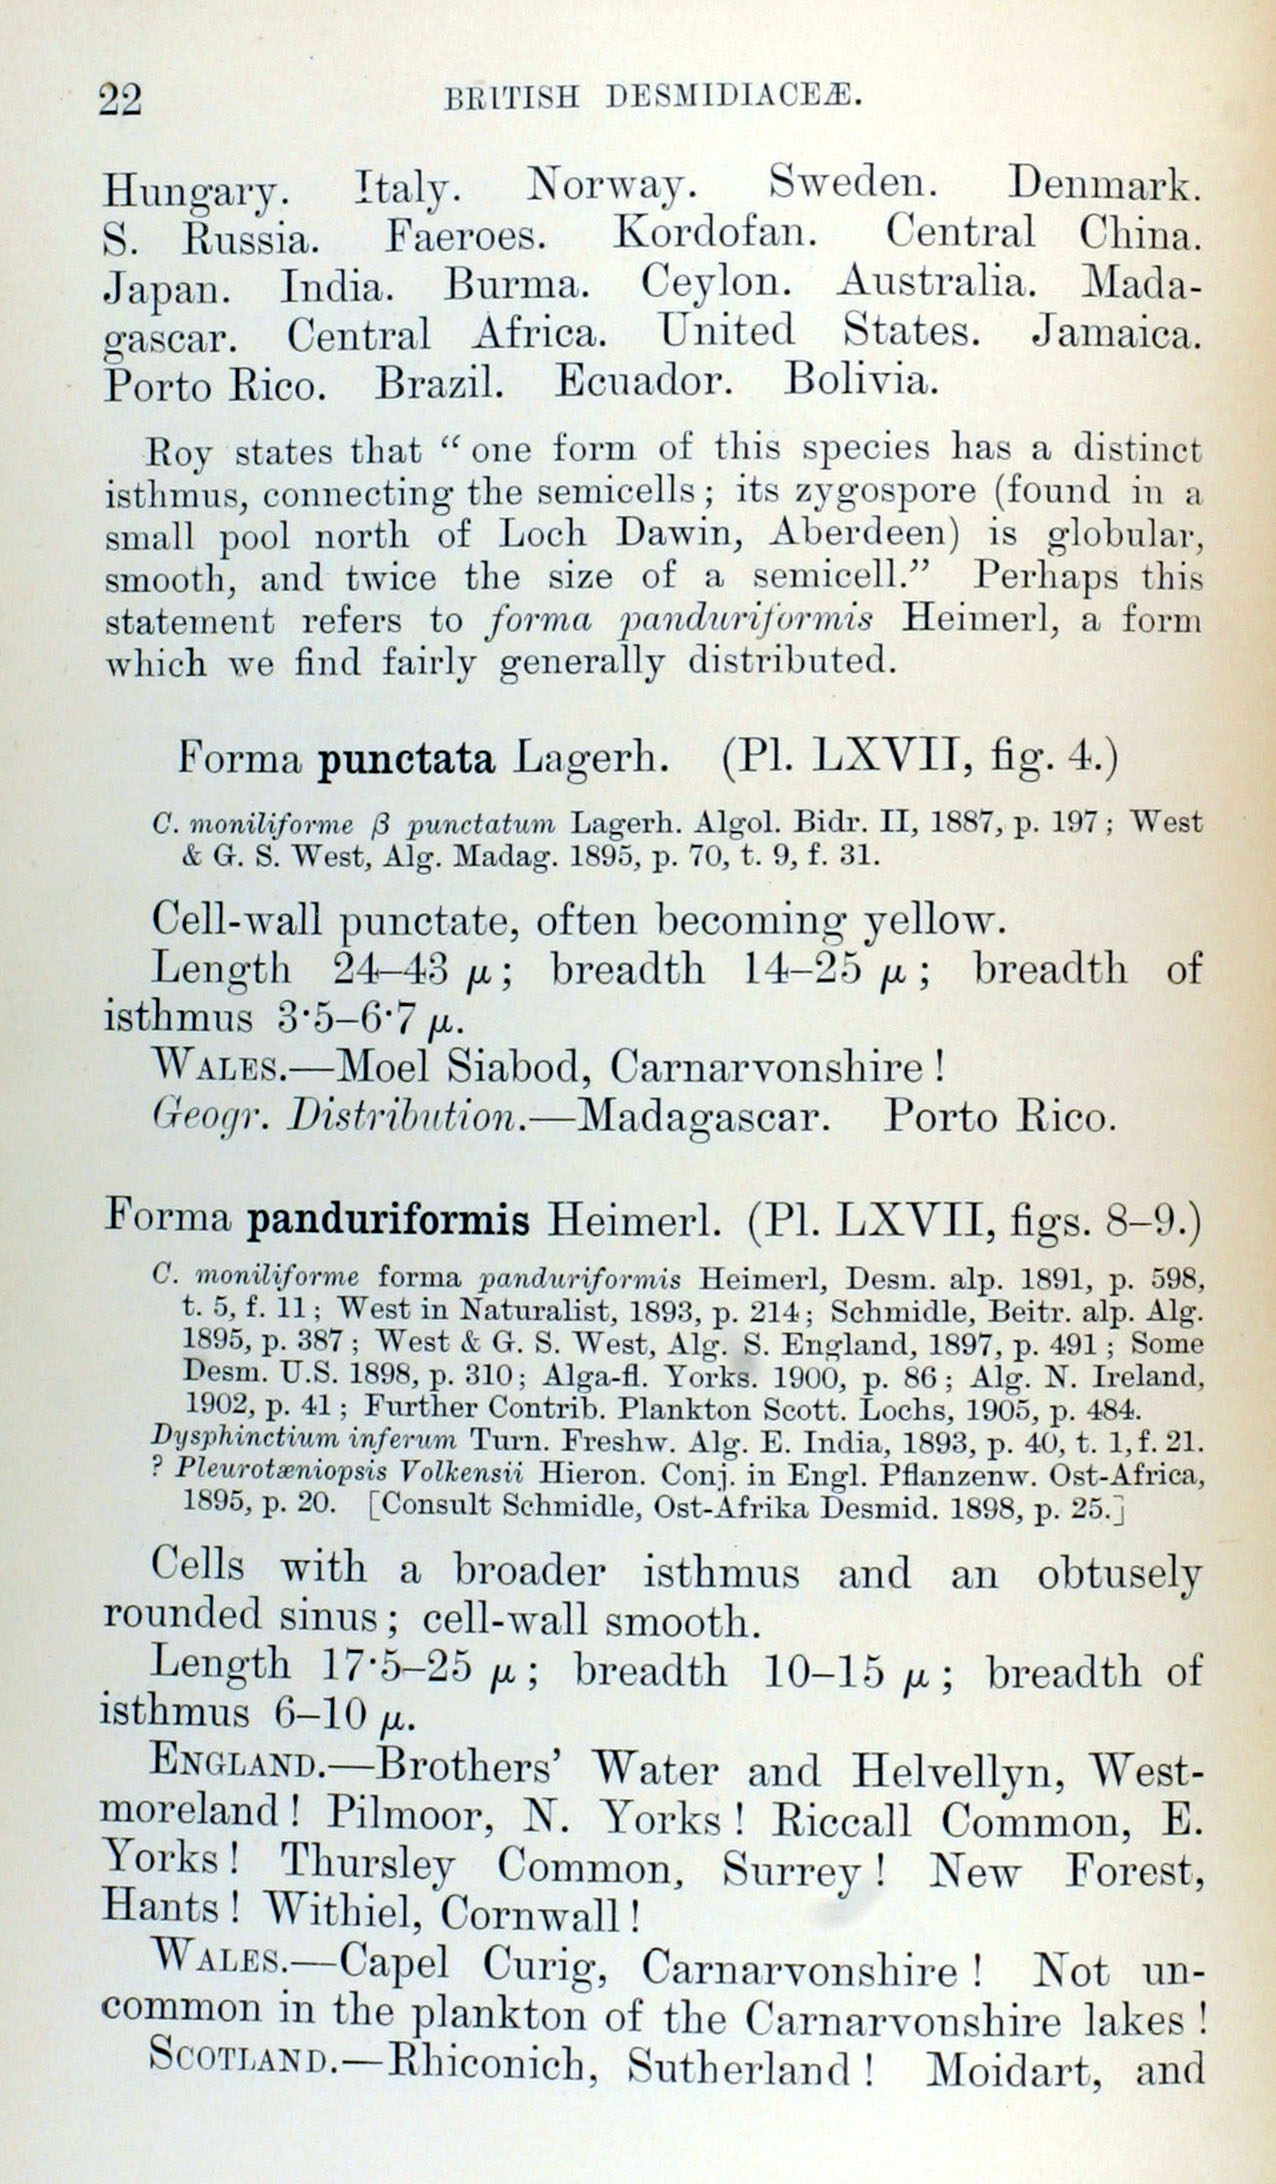 22 BRITISH DESMIDIACEÆ.
Hungary. Italy. Norway. Sweden. Denmark.
S. Russia. Faeroes. Kordofan. Central China.
Japan. India. Burma. Ceylon. Australia. Mada-
gascar. Central Africa. United States. Jamaica.
Porto Rico. Brazil. Ecuador. Bolivia.
Roy states that “ one form of this species has a distinct
isthmus, connecting the semicells ; its zygospore (found in a
small pool north of Loch Dawin, Aberdeen) is globular,
smooth, and twice the size of a semicell.” Perhaps this
statement refers to forma panduriformis Heimerl, a form
which we find fairly generally distributed.
Forma punctata Lagerh. (Pl. LXVII, fig. 4.)
C. moniliforme β punctatum Lagerh. Algol. Bidr. II, 1887, p. 197 ; West
& G. S. West, Alg. Madag. 1895, p. 70, t. 9, f. 31.
Cell-wall punctate, often becoming yellow.
Length 24–43 μ ; breadth 14–25 μ ; breadth of
isthmus 3·5–6·7 μ.
WALES.—Moel Siabod, Carnarvonshire !
Geogr. Distribution.—Madagascar. Porto Rico.
Forma panduriformis Heimerl. (Pl. LXVII, figs. 8–9.)
C. moniliforme forma panduriformis Heimerl, Desm. alp. 1891, p. 598,
t. 5, f. 11 ; West in Naturalist, 1893, p. 214 ; Schmidle, Beitr. alp. Alg.
1895, p. 387 ; West & G. S. West, Alg. S. England, 1897, p. 491 ; Some
Desm. U.S. 1898, p. 310 ; Alga-fl. Yorks. 1900, p. 86 ; Alg. N. Ireland,
1902, p. 41 ; Further Contrib. Plankton Scott. Lochs, 1905, p. 484.
Dysphinctium inferum Turn. Freshw. Alg. E. India, 1893, p. 40, t. 1, f. 21.
? Pleurotæniopsis Volkensii Hieron. Conj. in Engl. Pflanzenw. Ost-Africa,
1895, p. 20. [Consult Schmidle, Ost-Afrika Desmid. 1898, p. 25.]
Cells with a broader isthmus and an obtusely
rounded sinus ; cell-wall smooth.
Length 17·5–25 μ ; breadth 10–15 μ ; breadth of
isthmus 6–10 μ.
ENGLAND.—Brothers’ Water and Helvellyn, West-
moreland ! Pilmoor, N. Yorks ! Riccall Common, E.
Yorks ! Thursley Common, Surrey ! New Forest,
Hants ! Withiel, Cornwall !
WALES.—Capel Curig, Carnarvonshire ! Not un-
common in the plankton of the Carnarvonshire lakes !
SCOTLAND.—Rhiconich, Sutherland ! Moidart, and